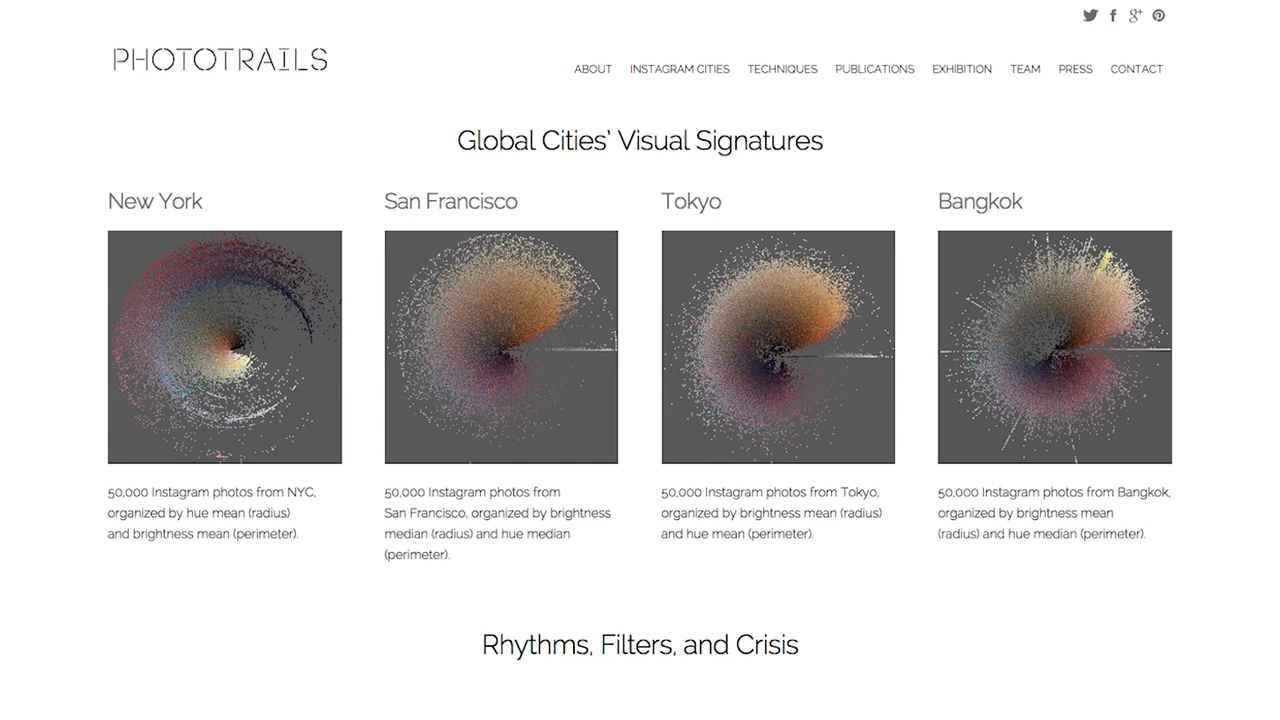 PHOTOTRAILS
ABOUT INSTAGRAM CITIES TECHNIQUES PUBLICATIONS EXHIBITION TEAM PRESS CONTACT
Global Cities' Visual Signatures
New York
50,000 Instagram photos from NYC,
organized by hue mean (radius)
and brightness mean (perimeter).
San Francisco
50,000 Instagram photos from
San Francisco, organized by brightness
median (radius) and hue median
(perimeter).
Tokyo
50,000 Instagram photos from Tokyo,
organized by brightness mean (radius)
and hue mean (perimeter).
Bangkok
50,000 Instagram photos from Bangkok,
organized by brightness mean
(radius) and hue median (perimeter).
Rhythms, Filters, and Crisis